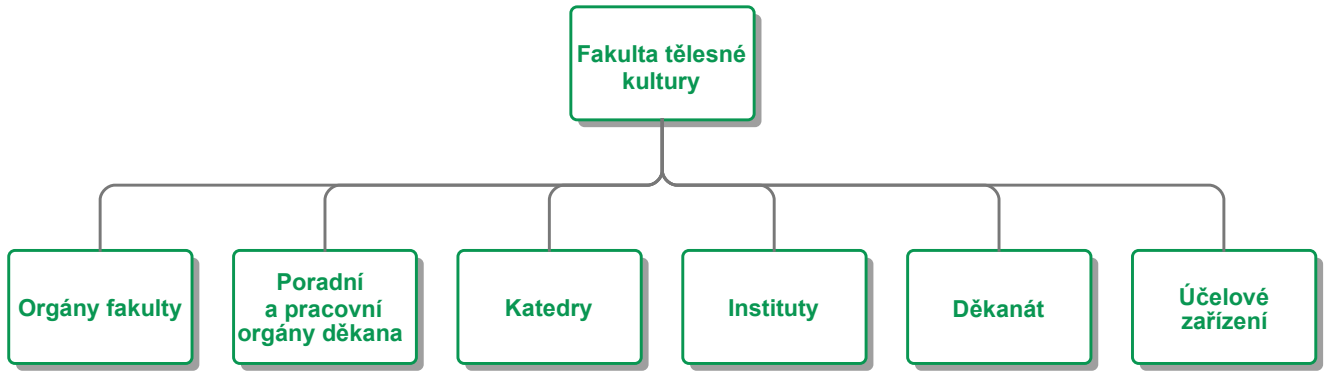 Fakulta tělesné
kultury
Orgány fakulty
Poradní
a pracovní
orgány děkana
Katedry
Instituty
Děkanát
Účelové
zařízení